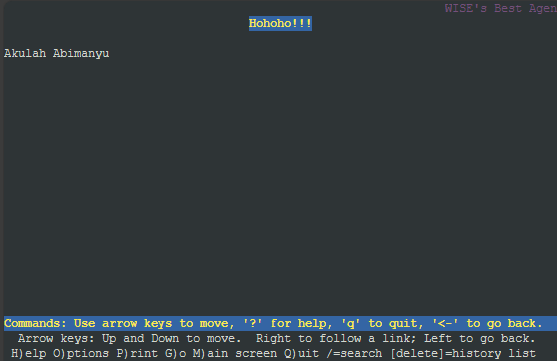 WISE's Best Agen
Hohoho!!!
Akulah Abimanyu
Commands: Use arrow keys to move, '?' for help, 'q' to quit, '<-' to go back.
Arrow keys: Up and Down to move.  Right to follow a link; Left to go back.
H)elp O)ptions P)rint G)o M)ain screen Q)uit /=search [delete]=history list